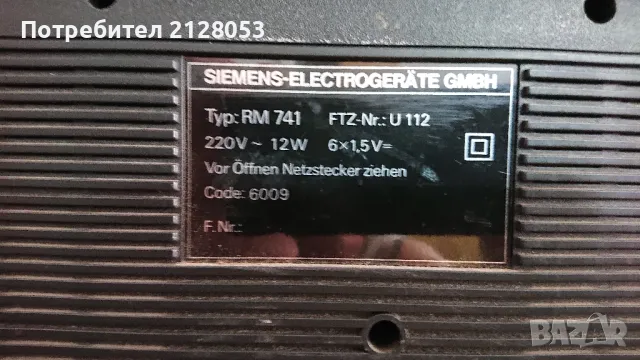 Потребител 2128053
SIEMENS-ELECTROGERÄTE GMBH
Typ: RM 741 FTZ-Nr.: U 112
220V ~ 12W 6×1,5V=
Vor Öffnen Netzstecker ziehen
Code: 6009
F.Nr.:
BAZAR